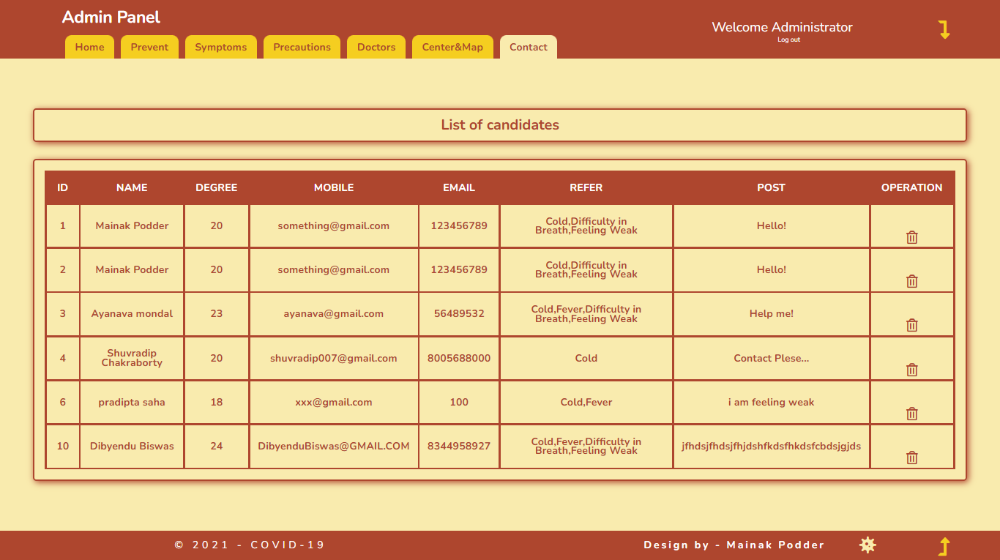 Admin Panel
Welcome Administrator
Log out
Home Prevent Symptoms Precautions Doctors Center&Map Contact
List of candidates
ID NAME DEGREE MOBILE EMAIL REFER POST OPERATION
1 Mainak Podder 20 something@gmail.com 123456789 Cold,Difficulty in Hello!
Breath,Feeling Weak
2 Mainak Podder 20 something@gmail.com 123456789 Cold,Difficulty in Hello!
Breath,Feeling Weak
3 Ayanava mondal 23 ayanava@gmail.com 56489532 Cold,Fever,Difficulty in Help me!
Breath,Feeling Weak
4 Shuvradip 20 shuvradip007@gmail.com 8005688000 Cold Contact Plese...
Chakraborty
6 pradipta saha 18 xxx@gmail.com 100 Cold,Fever i am feeling weak
10 Dibyendu Biswas 24 DibyenduBiswas@GMAIL.COM 8344958927 Cold,Fever,Difficulty in jfhdsjfhdsjfhjdshfkdsfhkdsfcbdsjgjds
Breath,Feeling Weak
© 2021 - COVID-19 Design by - Mainak Podder